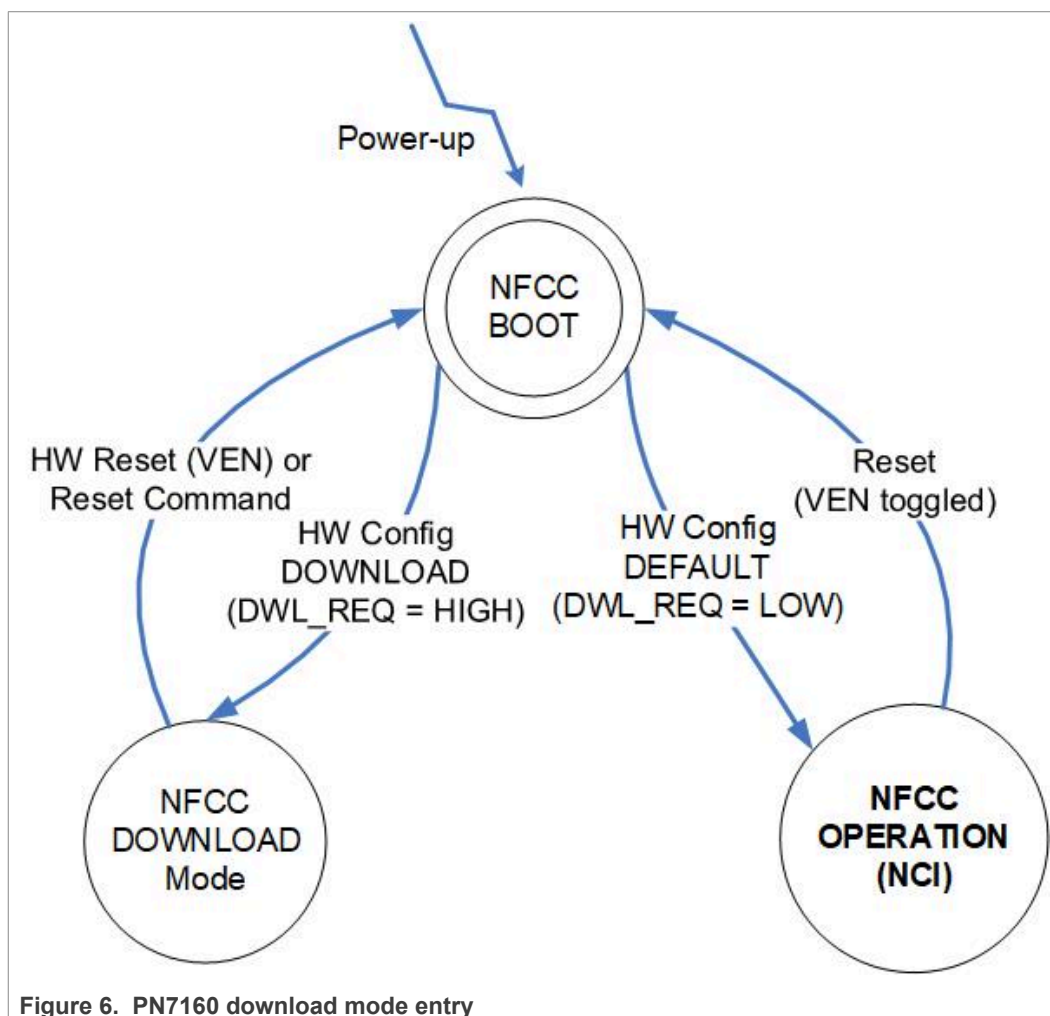 Power-up
NFCC
BOOT
HW Reset (VEN) or
Reset Command
HW Config
DOWNLOAD
(DWL_REQ = HIGH)
HW Config
DEFAULT
(DWL_REQ = LOW)
Reset
(VEN toggled)
NFCC
DOWNLOAD
Mode
NFCC
OPERATION
(NCI)
Figure 6. PN7160 download mode entry